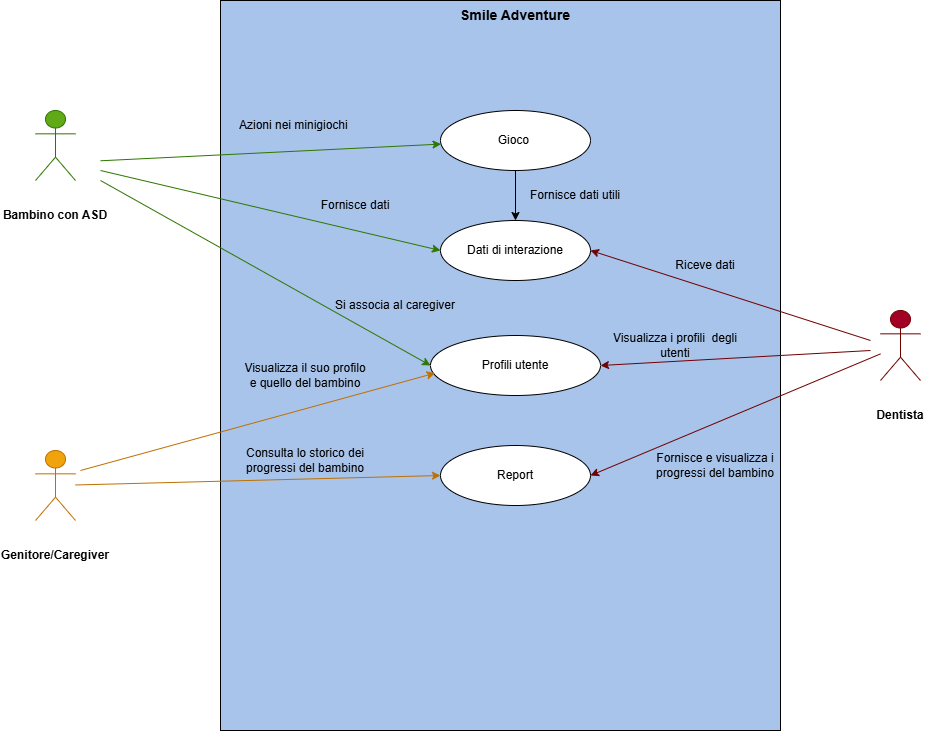 Smile Adventure
Azioni nei minigiochi
Gioco
Fornisce dati utili
Bambino con ASD
Fornisce dati
Dati di interazione
Riceve dati
Si associa al caregiver
Visualizza i profili degli
utenti
Visualizza il suo profilo
e quello del bambino
Profili utente
Dentista
Consulta lo storico dei
progressi del bambino
Report
Fornisce e visualizza i
progressi del bambino
Genitore/Caregiver